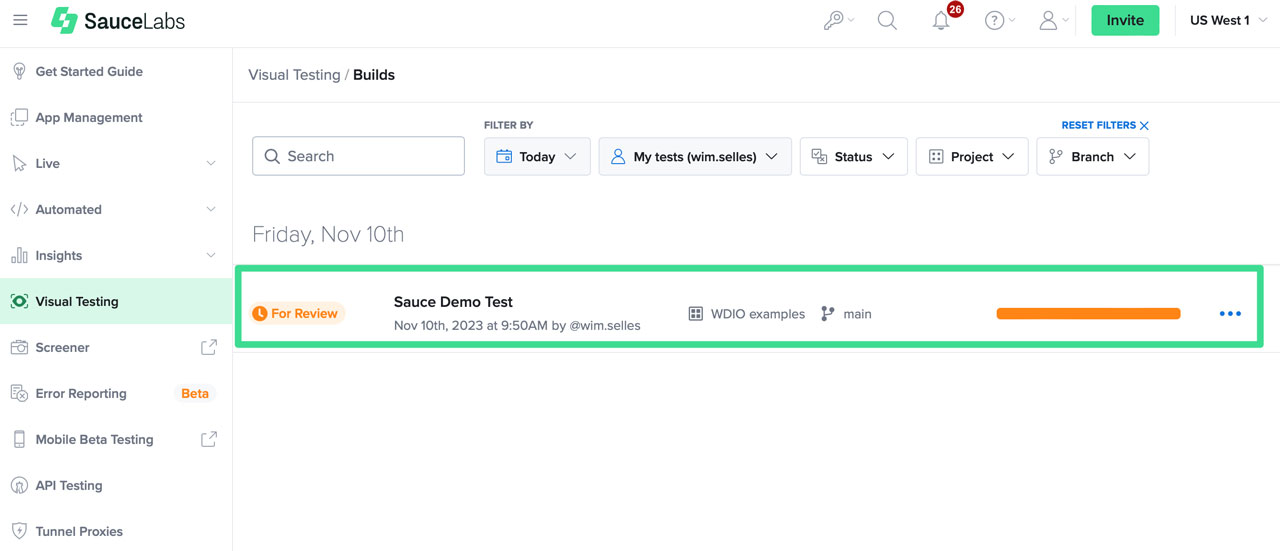 SauceLabs
26
Invite
US West 1
Get Started Guide
App Management
Live
Automated
Insights
Visual Testing
Screener
Error Reporting Beta
Mobile Beta Testing
API Testing
Tunnel Proxies
Visual Testing / Builds
FILTER BY
RESET FILTERS
Search
Today
My tests (wim.selles)
Status
Project
Branch
Friday, Nov 10th
For Review
Sauce Demo Test
Nov 10th, 2023 at 9:50AM by @wim.selles
WDIO examples
main